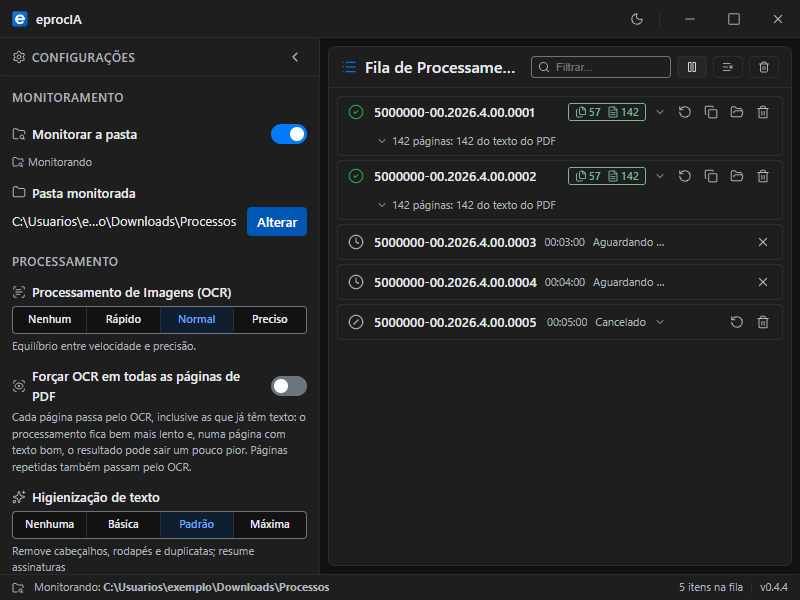 eprocIA
CONFIGURAÇÕES
MONITORAMENTO
Monitorar a pasta
Monitorando
Pasta monitorada
C:\Usuarios\e...o\Downloads\Processos
Alterar
PROCESSAMENTO
Processamento de Imagens (OCR)
Nenhum Rápido Normal Preciso
Equilíbrio entre velocidade e precisão.
Forçar OCR em todas as páginas de
PDF
Cada página passa pelo OCR, inclusive as que já têm texto: o
processamento fica bem mais lento e, numa página com
texto bom, o resultado pode sair um pouco pior. Páginas
repetidas também passam pelo OCR.
Higienização de texto
Nenhuma Básica Padrão Máxima
Remove cabeçalhos, rodapés e duplicatas; resume
assinaturas
Fila de Processame...
Filtrar...
5000000-00.2026.4.00.0001 57 142
142 páginas: 142 do texto do PDF
5000000-00.2026.4.00.0002 57 142
142 páginas: 142 do texto do PDF
5000000-00.2026.4.00.0003 00:03:00 Aguardando ...
5000000-00.2026.4.00.0004 00:04:00 Aguardando ...
5000000-00.2026.4.00.0005 00:05:00 Cancelado
Monitorando: C:\Usuarios\exemplo\Downloads\Processos
5 itens na fila
v0.4.4